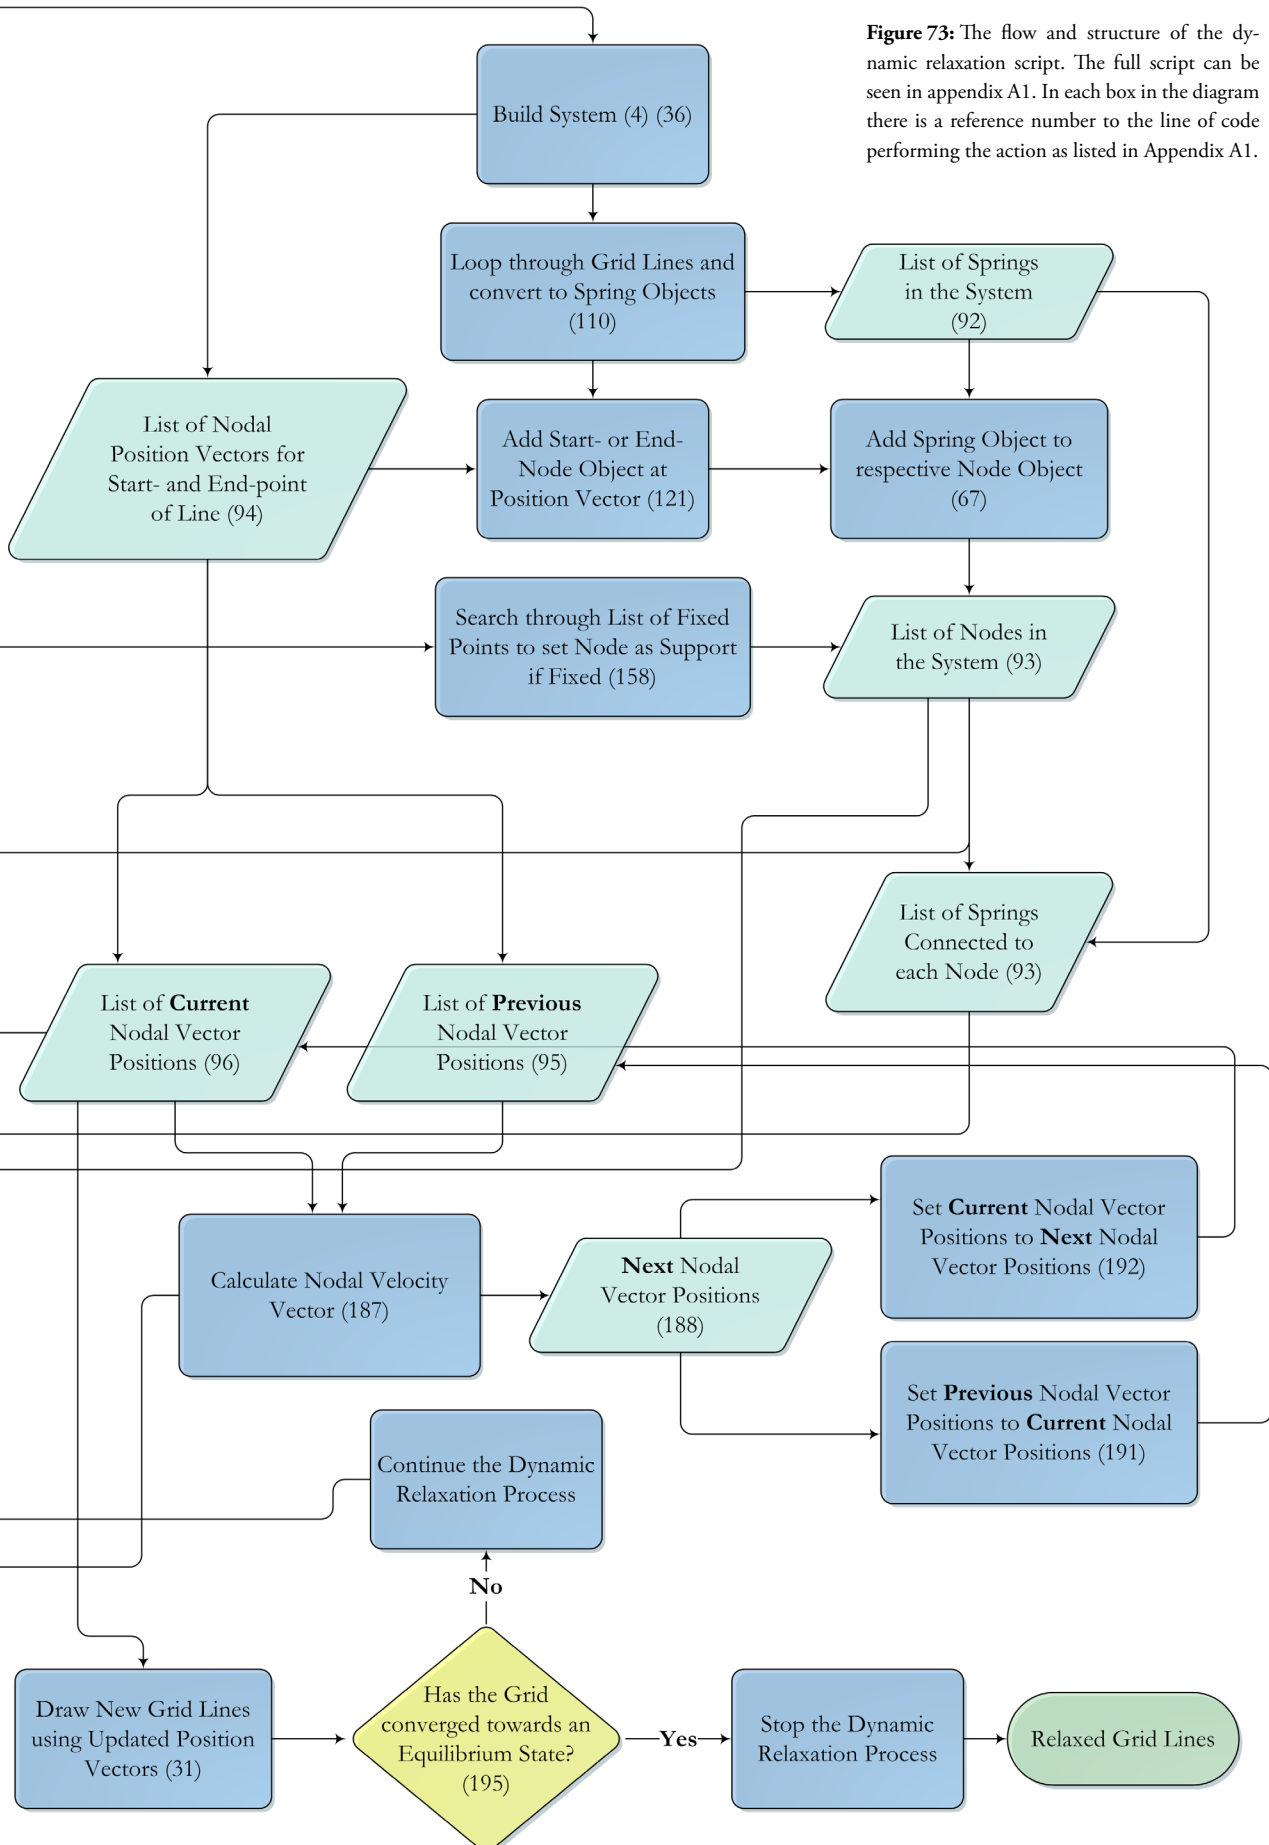 Figure 73: The flow and structure of the dy-
namic relaxation script. The full script can be
seen in appendix A1. In each box in the diagram
there is a reference number to the line of code
performing the action as listed in Appendix A1.
Build System (4) (36)
Loop through Grid Lines and
convert to Spring Objects
(110)
List of Springs
in the System
(92)
List of Nodal
Position Vectors for
Start- and End-point
of Line (94)
Add Start- or End-
Node Object at
Position Vector (121)
Add Spring Object to
respective Node Object
(67)
Search through List of Fixed
Points to set Node as Support
if Fixed (158)
List of Nodes in
the System (93)
List of Springs
Connected to
each Node (93)
List of Current
Nodal Vector
Positions (96)
List of Previous
Nodal Vector
Positions (95)
Set Current Nodal Vector
Positions to Next Nodal
Vector Positions (192)
Calculate Nodal Velocity
Vector (187)
Next Nodal
Vector Positions
(188)
Set Previous Nodal Vector
Positions to Current Nodal
Vector Positions (191)
Continue the Dynamic
Relaxation Process
No
Draw New Grid Lines
using Updated Position
Vectors (31)
Has the Grid
converged towards an
Equilibrium State?
(195)
Yes
Stop the Dynamic
Relaxation Process
Relaxed Grid Lines